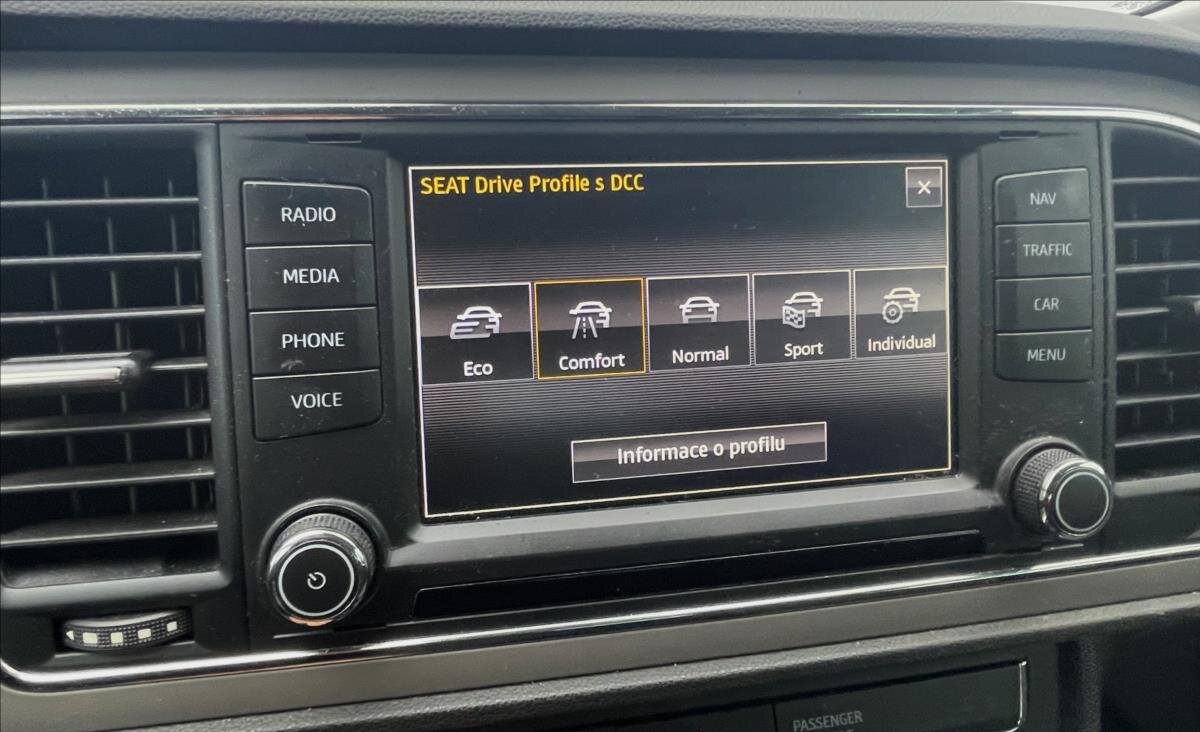 RADIO
MEDIA
PHONE
VOICE
SEAT Drive Profile s DCC
Eco
Comfort
Normal
Sport
Individual
Informace o profilu
NAV
TRAFFIC
CAR
MENU
PASSENGER